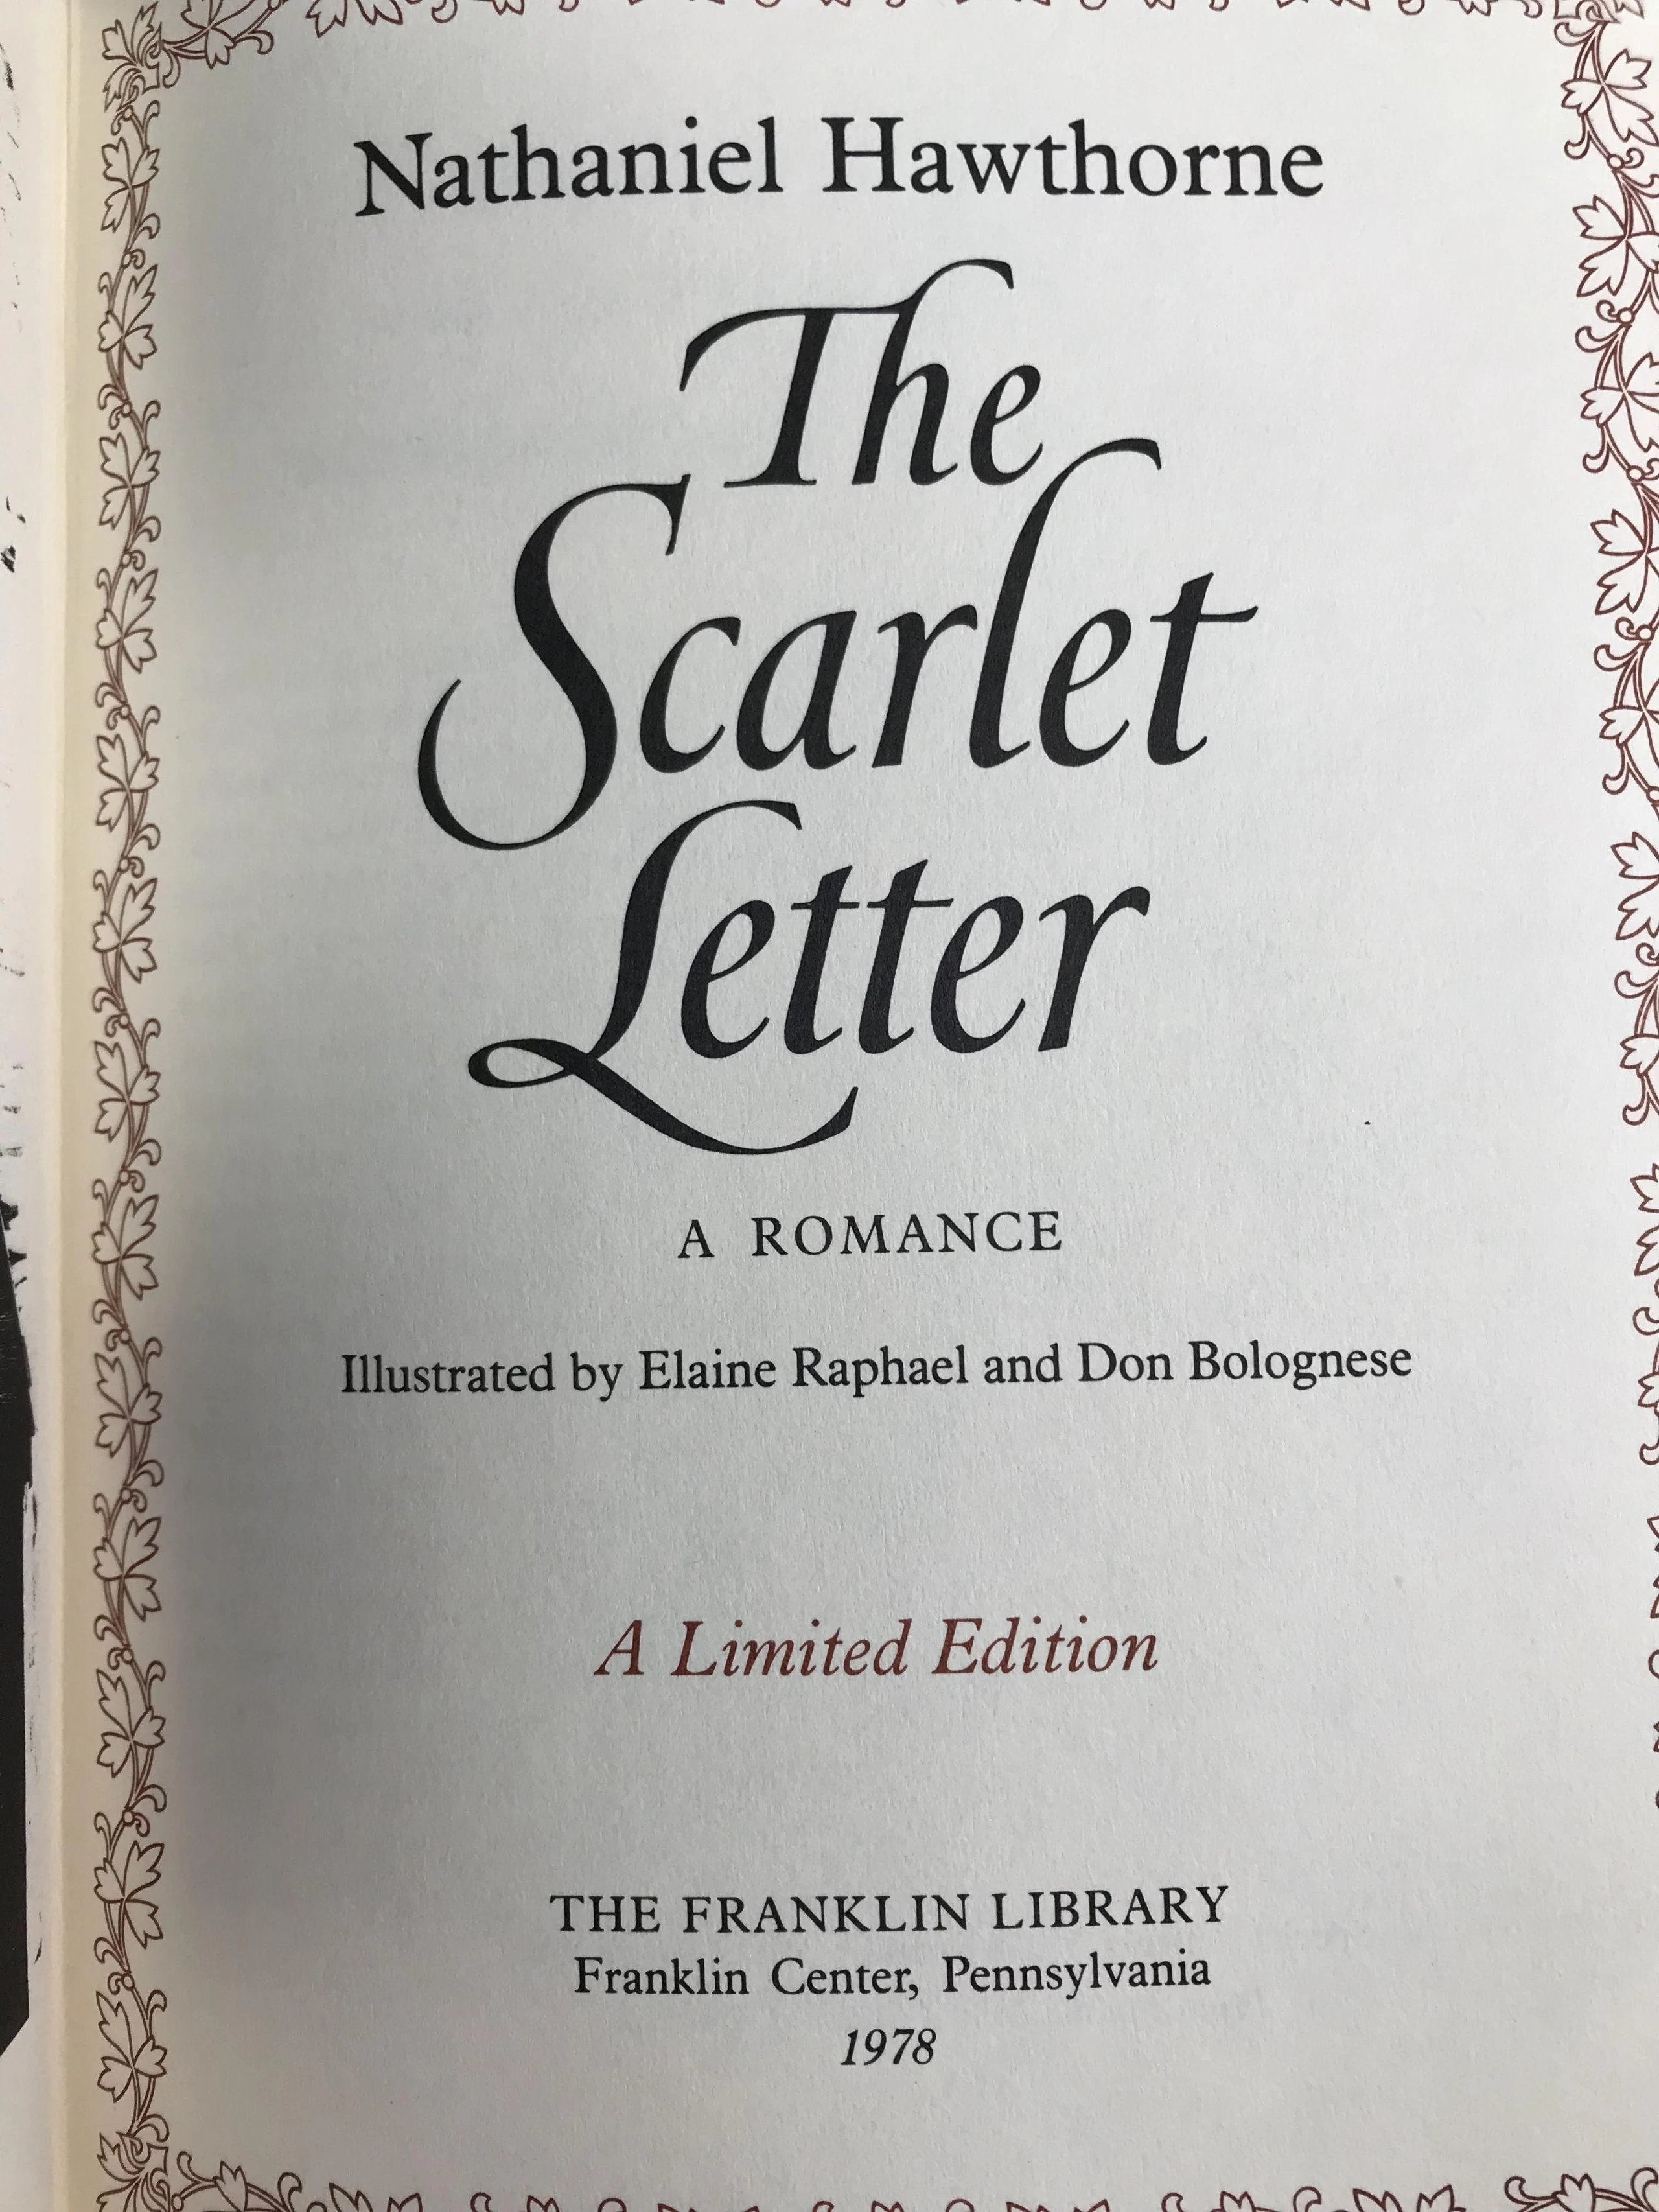 Nathaniel Hawthorne
The
Scarlet
Letter
A ROMANCE
Illustrated by Elaine Raphael and Don Bolognese
A Limited Edition
THE FRANKLIN LIBRARY
Franklin Center, Pennsylvania
1978